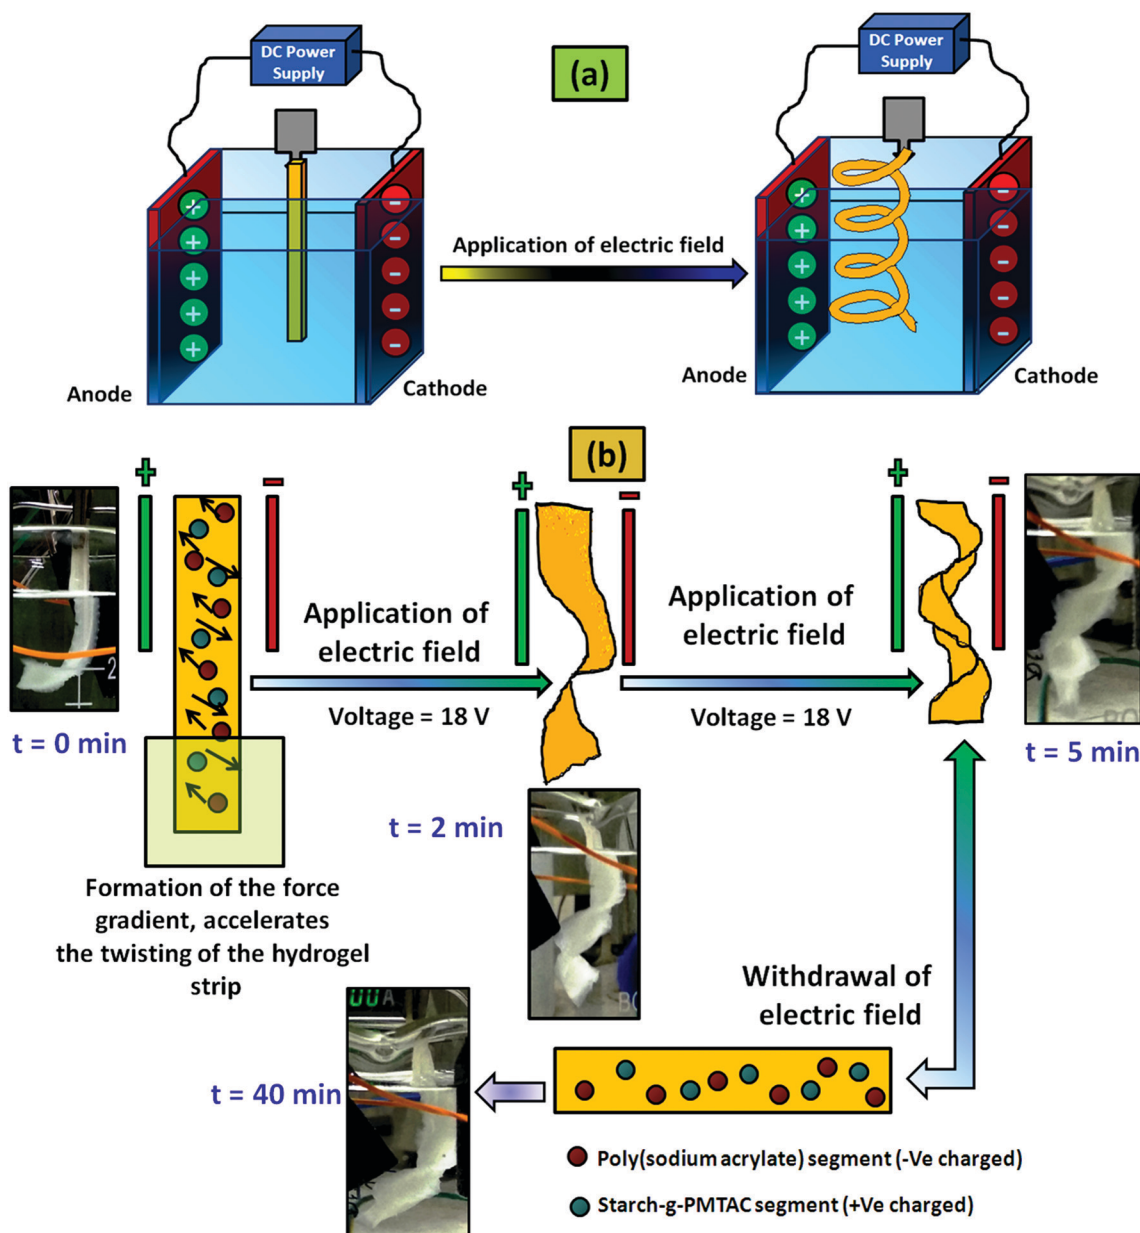 DC Power
Supply
(a)
DC Power
Supply
+
+
+
+
+
-
-
-
-
-
Application of electric field
+
+
+
+
+
-
-
-
-
-
Anode
Cathode
Anode
Cathode
(b)
+
-
+
-
+
-
2
Application of
electric field
Voltage = 18 V
Application of
electric field
Voltage = 18 V
t = 0 min
t = 2 min
t = 5 min
Formation of the force
gradient, accelerates
the twisting of the hydrogel
strip
Withdrawal of
electric field
t = 40 min
Poly(sodium acrylate) segment (-Ve charged)
Starch-g-PMTAC segment (+Ve charged)